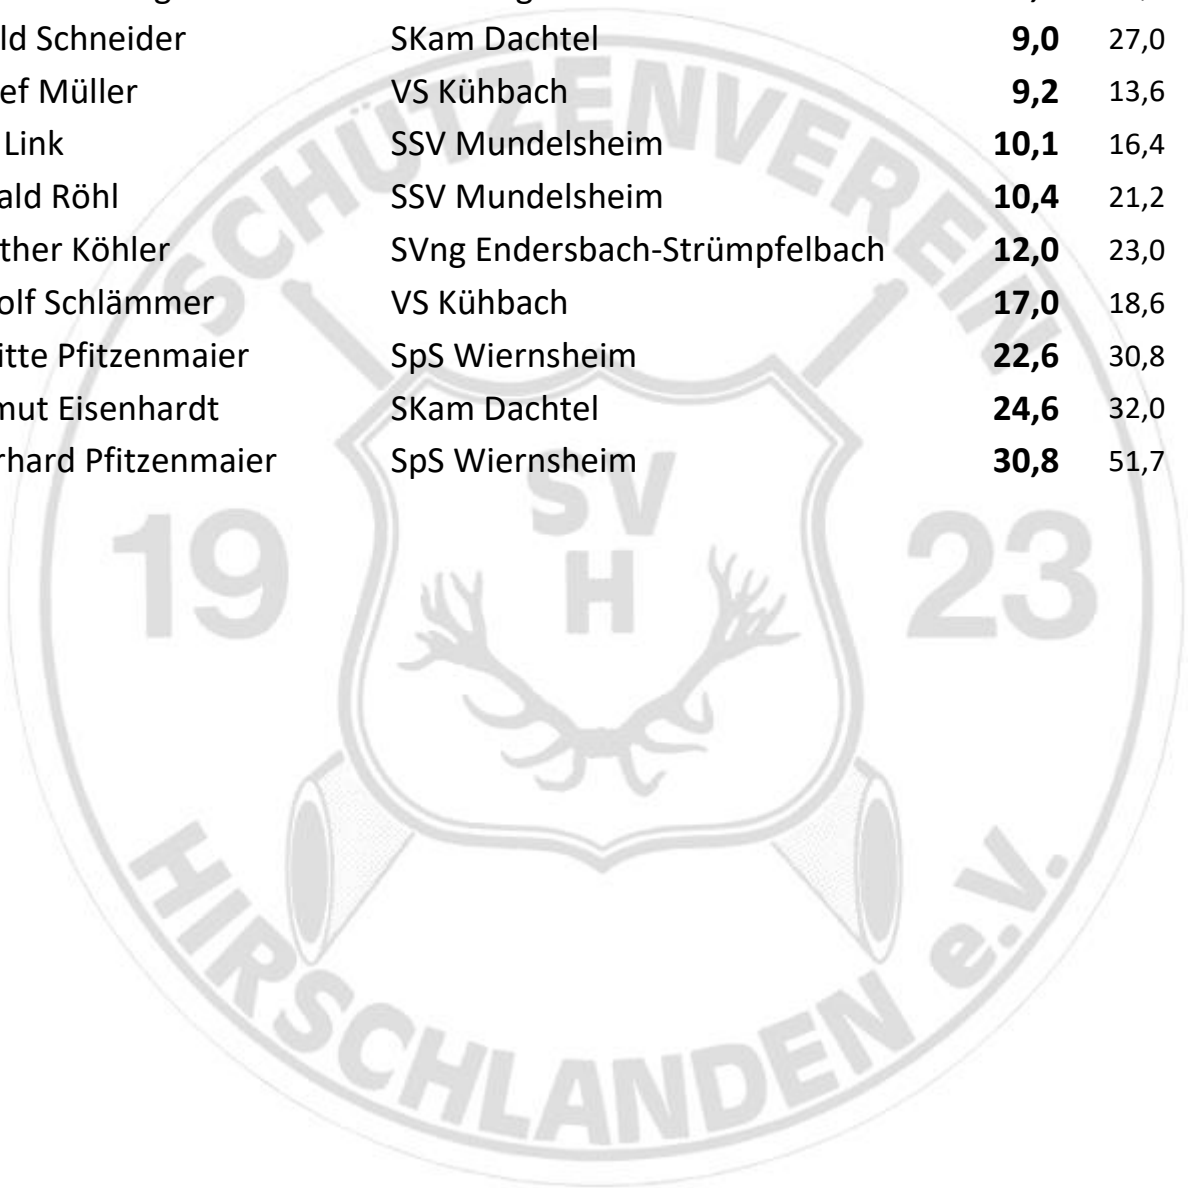 ld Schneider SKam Dachtel 9,0 27,0
ef Müller VS Kühbach 9,2 13,6
Link SSV Mundelsheim 10,1 16,4
ald Röhl SSV Mundelsheim 10,4 21,2
ther Köhler SVng Endersbach-Strümpfelbach 12,0 23,0
olf Schlämmer VS Kühbach 17,0 18,6
itte Pfitzenmaier SpS Wiernsheim 22,6 30,8
mut Eisenhardt SKam Dachtel 24,6 32,0
rhard Pfitzenmaier SpS Wiernsheim 30,8 51,7
SCHÜTZENVEREIN
SV
H
19 23
HIRSCHLANDEN e.V.